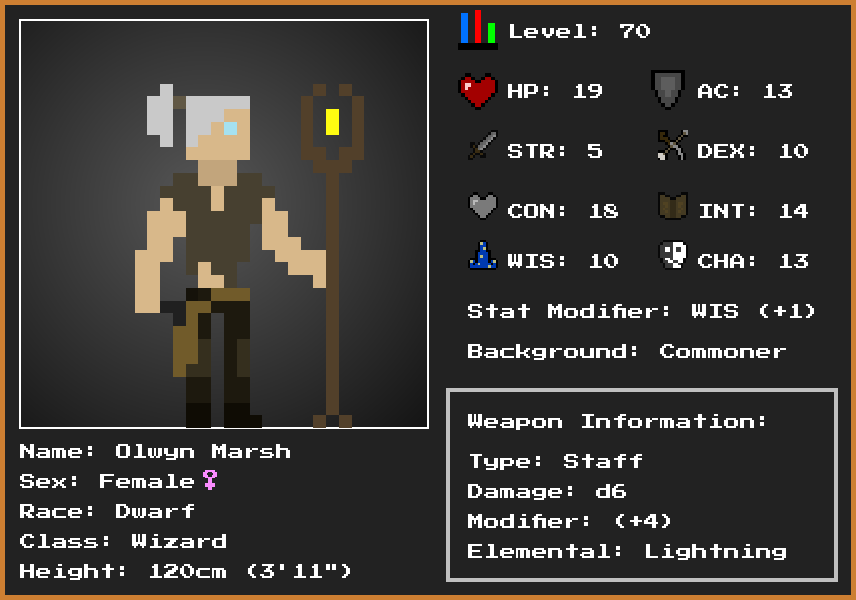 Level: 70
HP: 19
AC: 13
STR: 5
DEX: 10
CON: 18
INT: 14
WIS: 10
CHA: 13
Stat Modifier: WIS (+1)
Background: Commoner
Weapon Information:
Type: Staff
Damage: d6
Modifier: (+4)
Elemental: Lightning
Name: Olwyn Marsh
Sex: Female♀
Race: Dwarf
Class: Wizard
Height: 120cm (3'11")